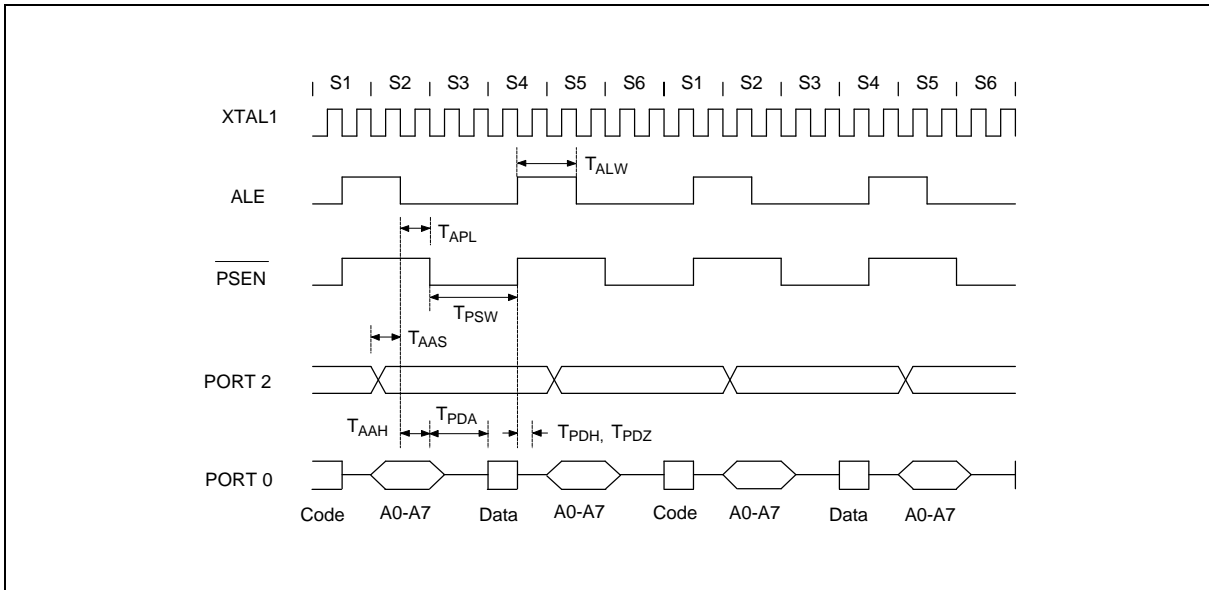 S1 S2 S3 S4 S5 S6 S1 S2 S3 S4 S5 S6
XTAL1
TALW
ALE
TAPL
PSEN
TPSW
TAAS
PORT 2
TAAH TPDA TPDH, TPDZ
PORT 0
Code A0-A7 Data A0-A7 Code A0-A7 Data A0-A7